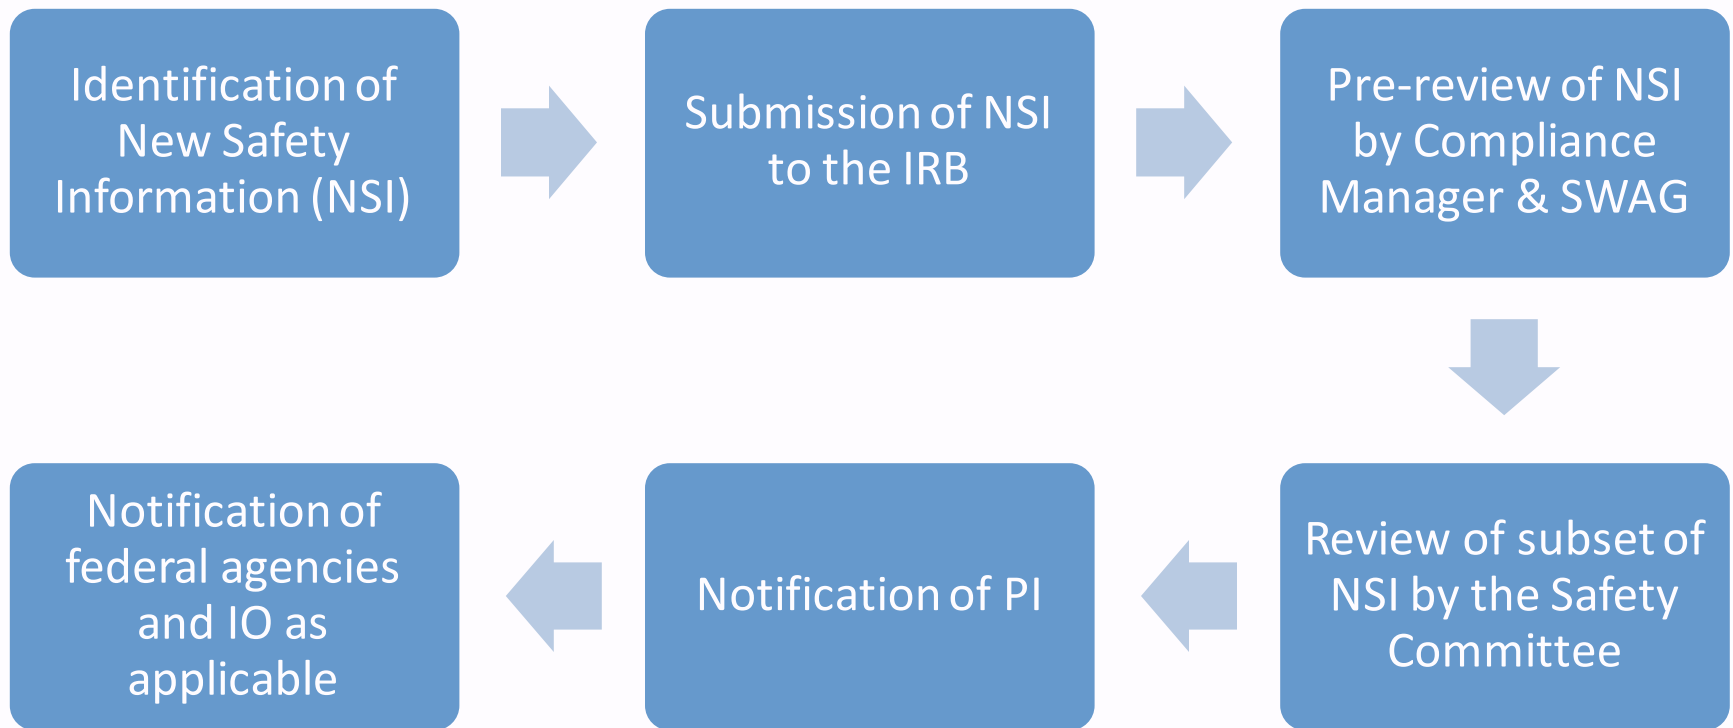 Identification of
New Safety
Information (NSI)
Submission of NSI
to the IRB
Pre-review of NSI
by Compliance
Manager & SWAG
Review of subset of
NSI by the Safety
Committee
Notification of PI
Notification of
federal agencies
and IO as
applicable